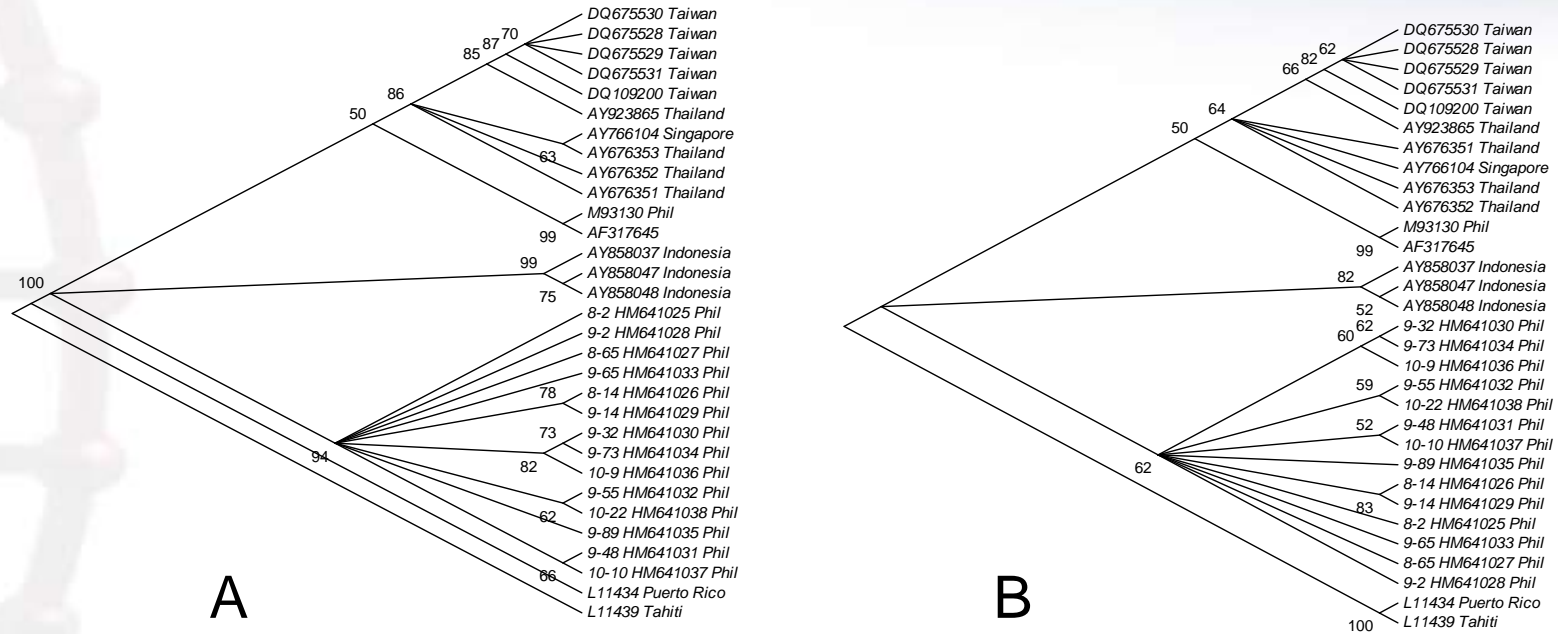 DQ675530 Taiwan
70
DQ675528 Taiwan
87
DQ675529 Taiwan
85
DQ675531 Taiwan
86
DQ109200 Taiwan
50
AY923865 Thailand
AY766104 Singapore
63
AY676353 Thailand
AY676352 Thailand
AY676351 Thailand
M93130 Phil
99
AF317645
99
AY858037 Indonesia
AY858047 Indonesia
75
AY858048 Indonesia
100
8-2 HM641025 Phil
9-2 HM641028 Phil
8-65 HM641027 Phil
9-65 HM641033 Phil
78
8-14 HM641026 Phil
9-14 HM641029 Phil
73
9-32 HM641030 Phil
9-73 HM641034 Phil
82
10-9 HM641036 Phil
94
9-55 HM641032 Phil
10-22 HM641038 Phil
62
9-89 HM641035 Phil
9-48 HM641031 Phil
66
10-10 HM641037 Phil
L11434 Puerto Rico
L11439 Tahiti
A
DQ675530 Taiwan
62
DQ675528 Taiwan
82
DQ675529 Taiwan
66
DQ675531 Taiwan
64
DQ109200 Taiwan
50
AY923865 Thailand
AY676351 Thailand
AY766104 Singapore
AY676353 Thailand
AY676352 Thailand
M93130 Phil
99
AF317645
82
AY858037 Indonesia
AY858047 Indonesia
52
AY858048 Indonesia
62
60
9-32 HM641030 Phil
9-73 HM641034 Phil
10-9 HM641036 Phil
59
9-55 HM641032 Phil
10-22 HM641038 Phil
52
9-48 HM641031 Phil
10-10 HM641037 Phil
62
9-89 HM641035 Phil
8-14 HM641026 Phil
83
9-14 HM641029 Phil
8-2 HM641025 Phil
9-65 HM641033 Phil
8-65 HM641027 Phil
9-2 HM641028 Phil
L11434 Puerto Rico
100
L11439 Tahiti
B